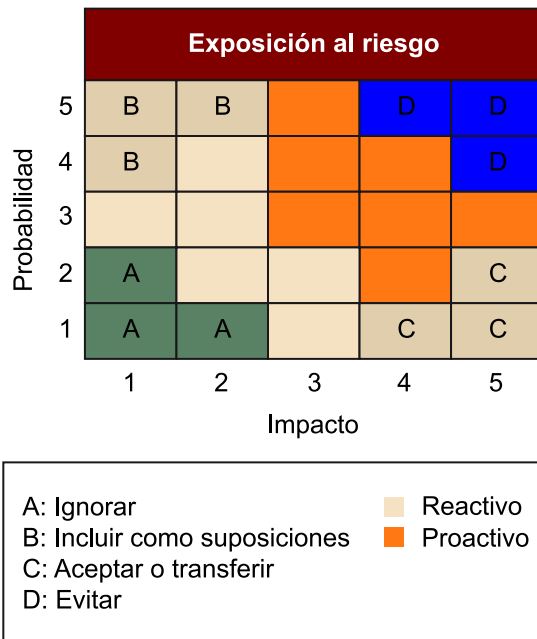 Exposición al riesgo
5 B B D D
4 B D
3
2 A C
1 A A C C
1 2 3 4 5
Probabilidad
Impacto
A: Ignorar
B: Incluir como suposiciones
C: Aceptar o transferir
D: Evitar
Reactivo
Proactivo